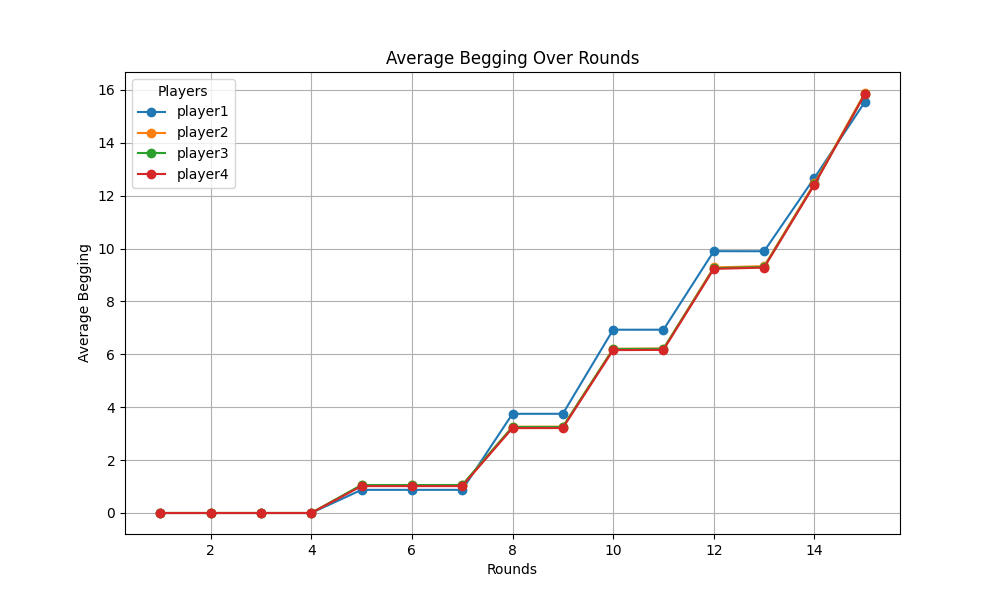 Average Begging Over Rounds
Players
player1
player2
player3
player4
16
14
12
10
8
6
4
2
0
Average Begging
2 4 6 8 10 12 14
Rounds